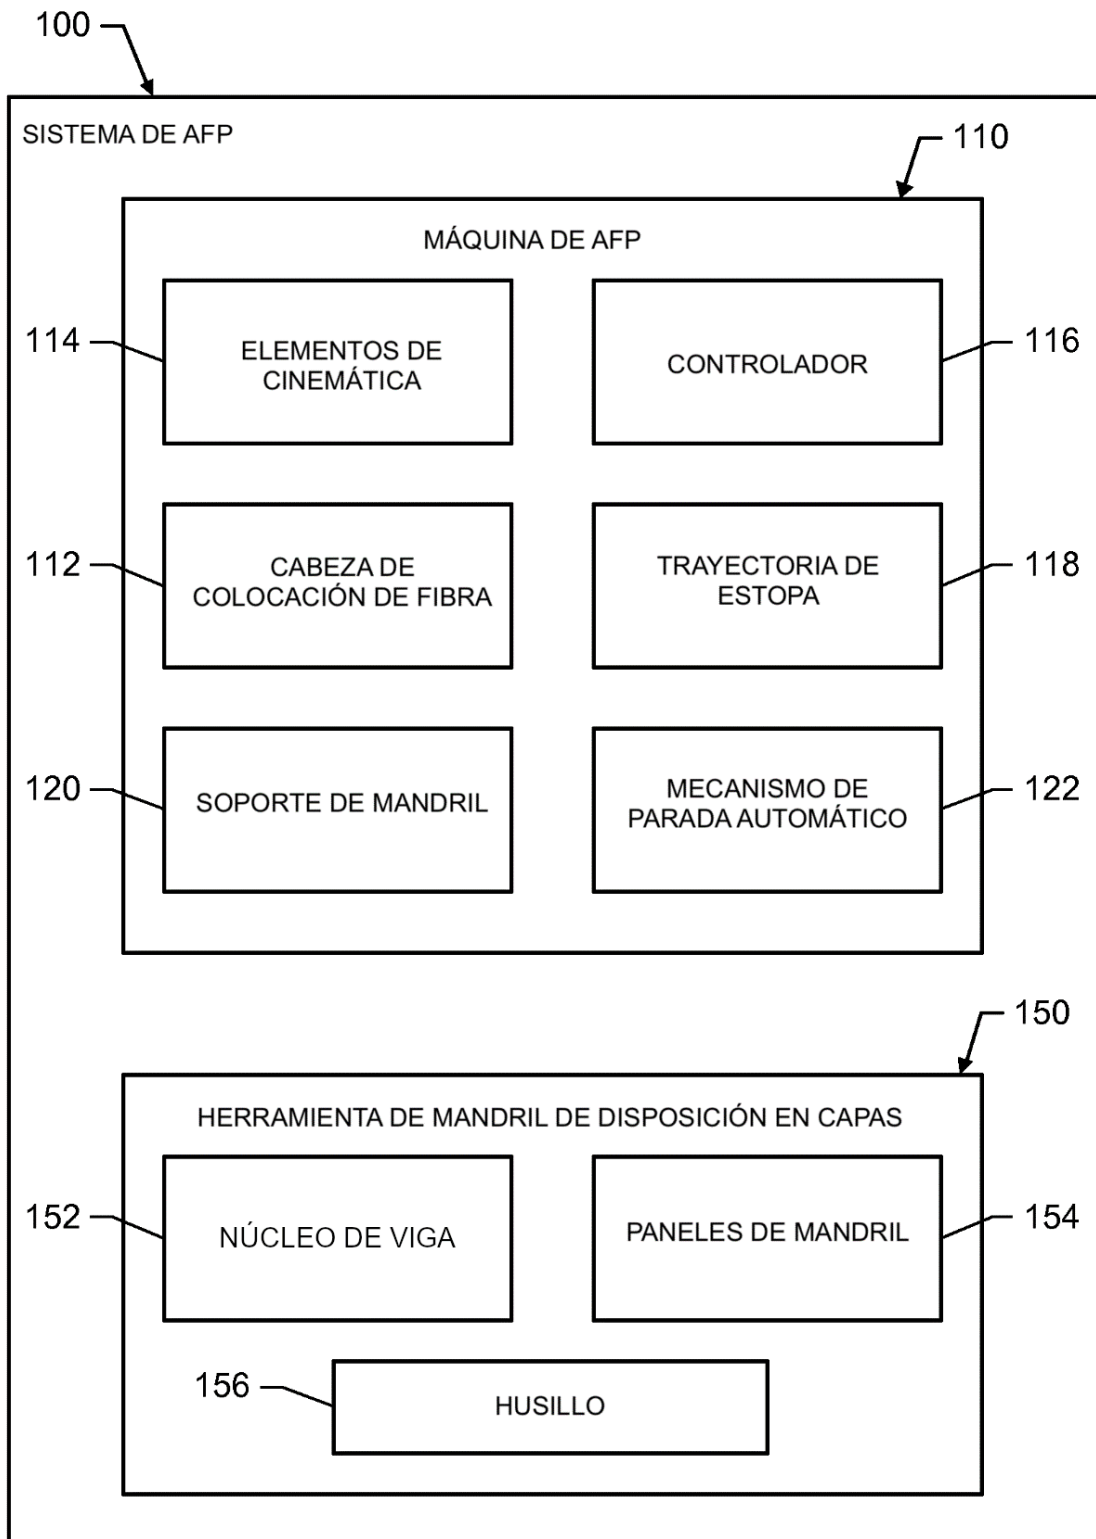 100
SISTEMA DE AFP
110
MÁQUINA DE AFP
114
ELEMENTOS DE
CINEMÁTICA
CONTROLADOR
116
112
CABEZA DE
COLOCACIÓN DE FIBRA
TRAYECTORIA DE
ESTOPA
118
120
SOPORTE DE MANDRIL
MECANISMO DE
PARADA AUTOMÁTICO
122
150
HERRAMIENTA DE MANDRIL DE DISPOSICIÓN EN CAPAS
152
NÚCLEO DE VIGA
PANELES DE MANDRIL
154
156
HUSILLO